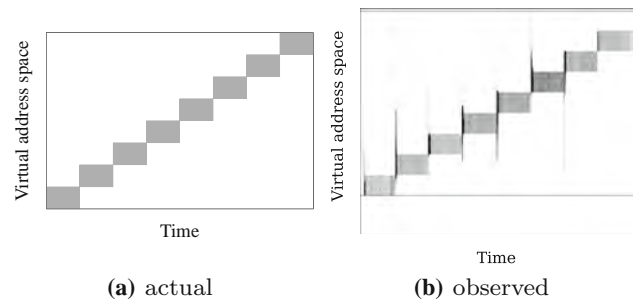 Virtual address space
Time
(a) actual
Virtual address space
Time
(b) observed